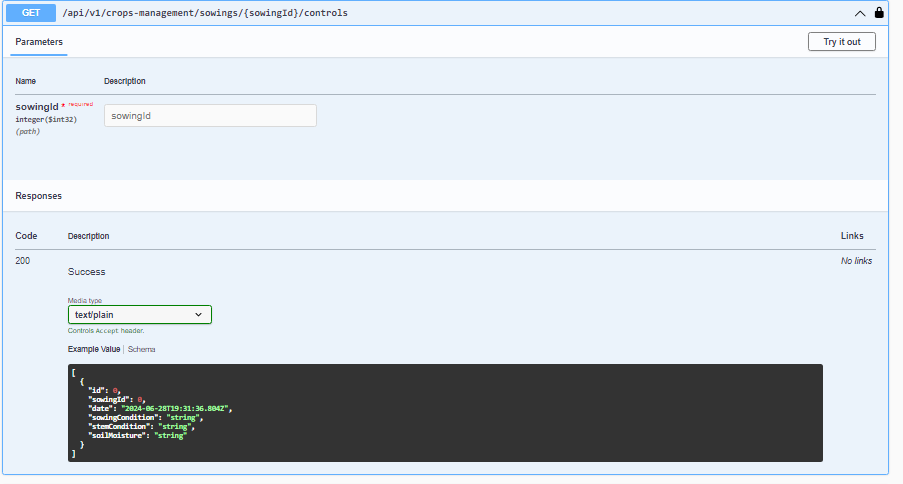 GET /api/v1/crops-management/sowings/{sowingId}/controls
Parameters
Try it out
Name Description
sowingId * required
integer($int32)
(path)
sowingId
Responses
Code Description Links
200
Success
No links
Media type
text/plain
Controls Accept header.
Example Value | Schema
[
{
"id": 0,
"sowingId": 0,
"date": "2024-06-28T19:31:36.804Z",
"sowingCondition": "string",
"stemCondition": "string",
"soilMoisture": "string"
}
]